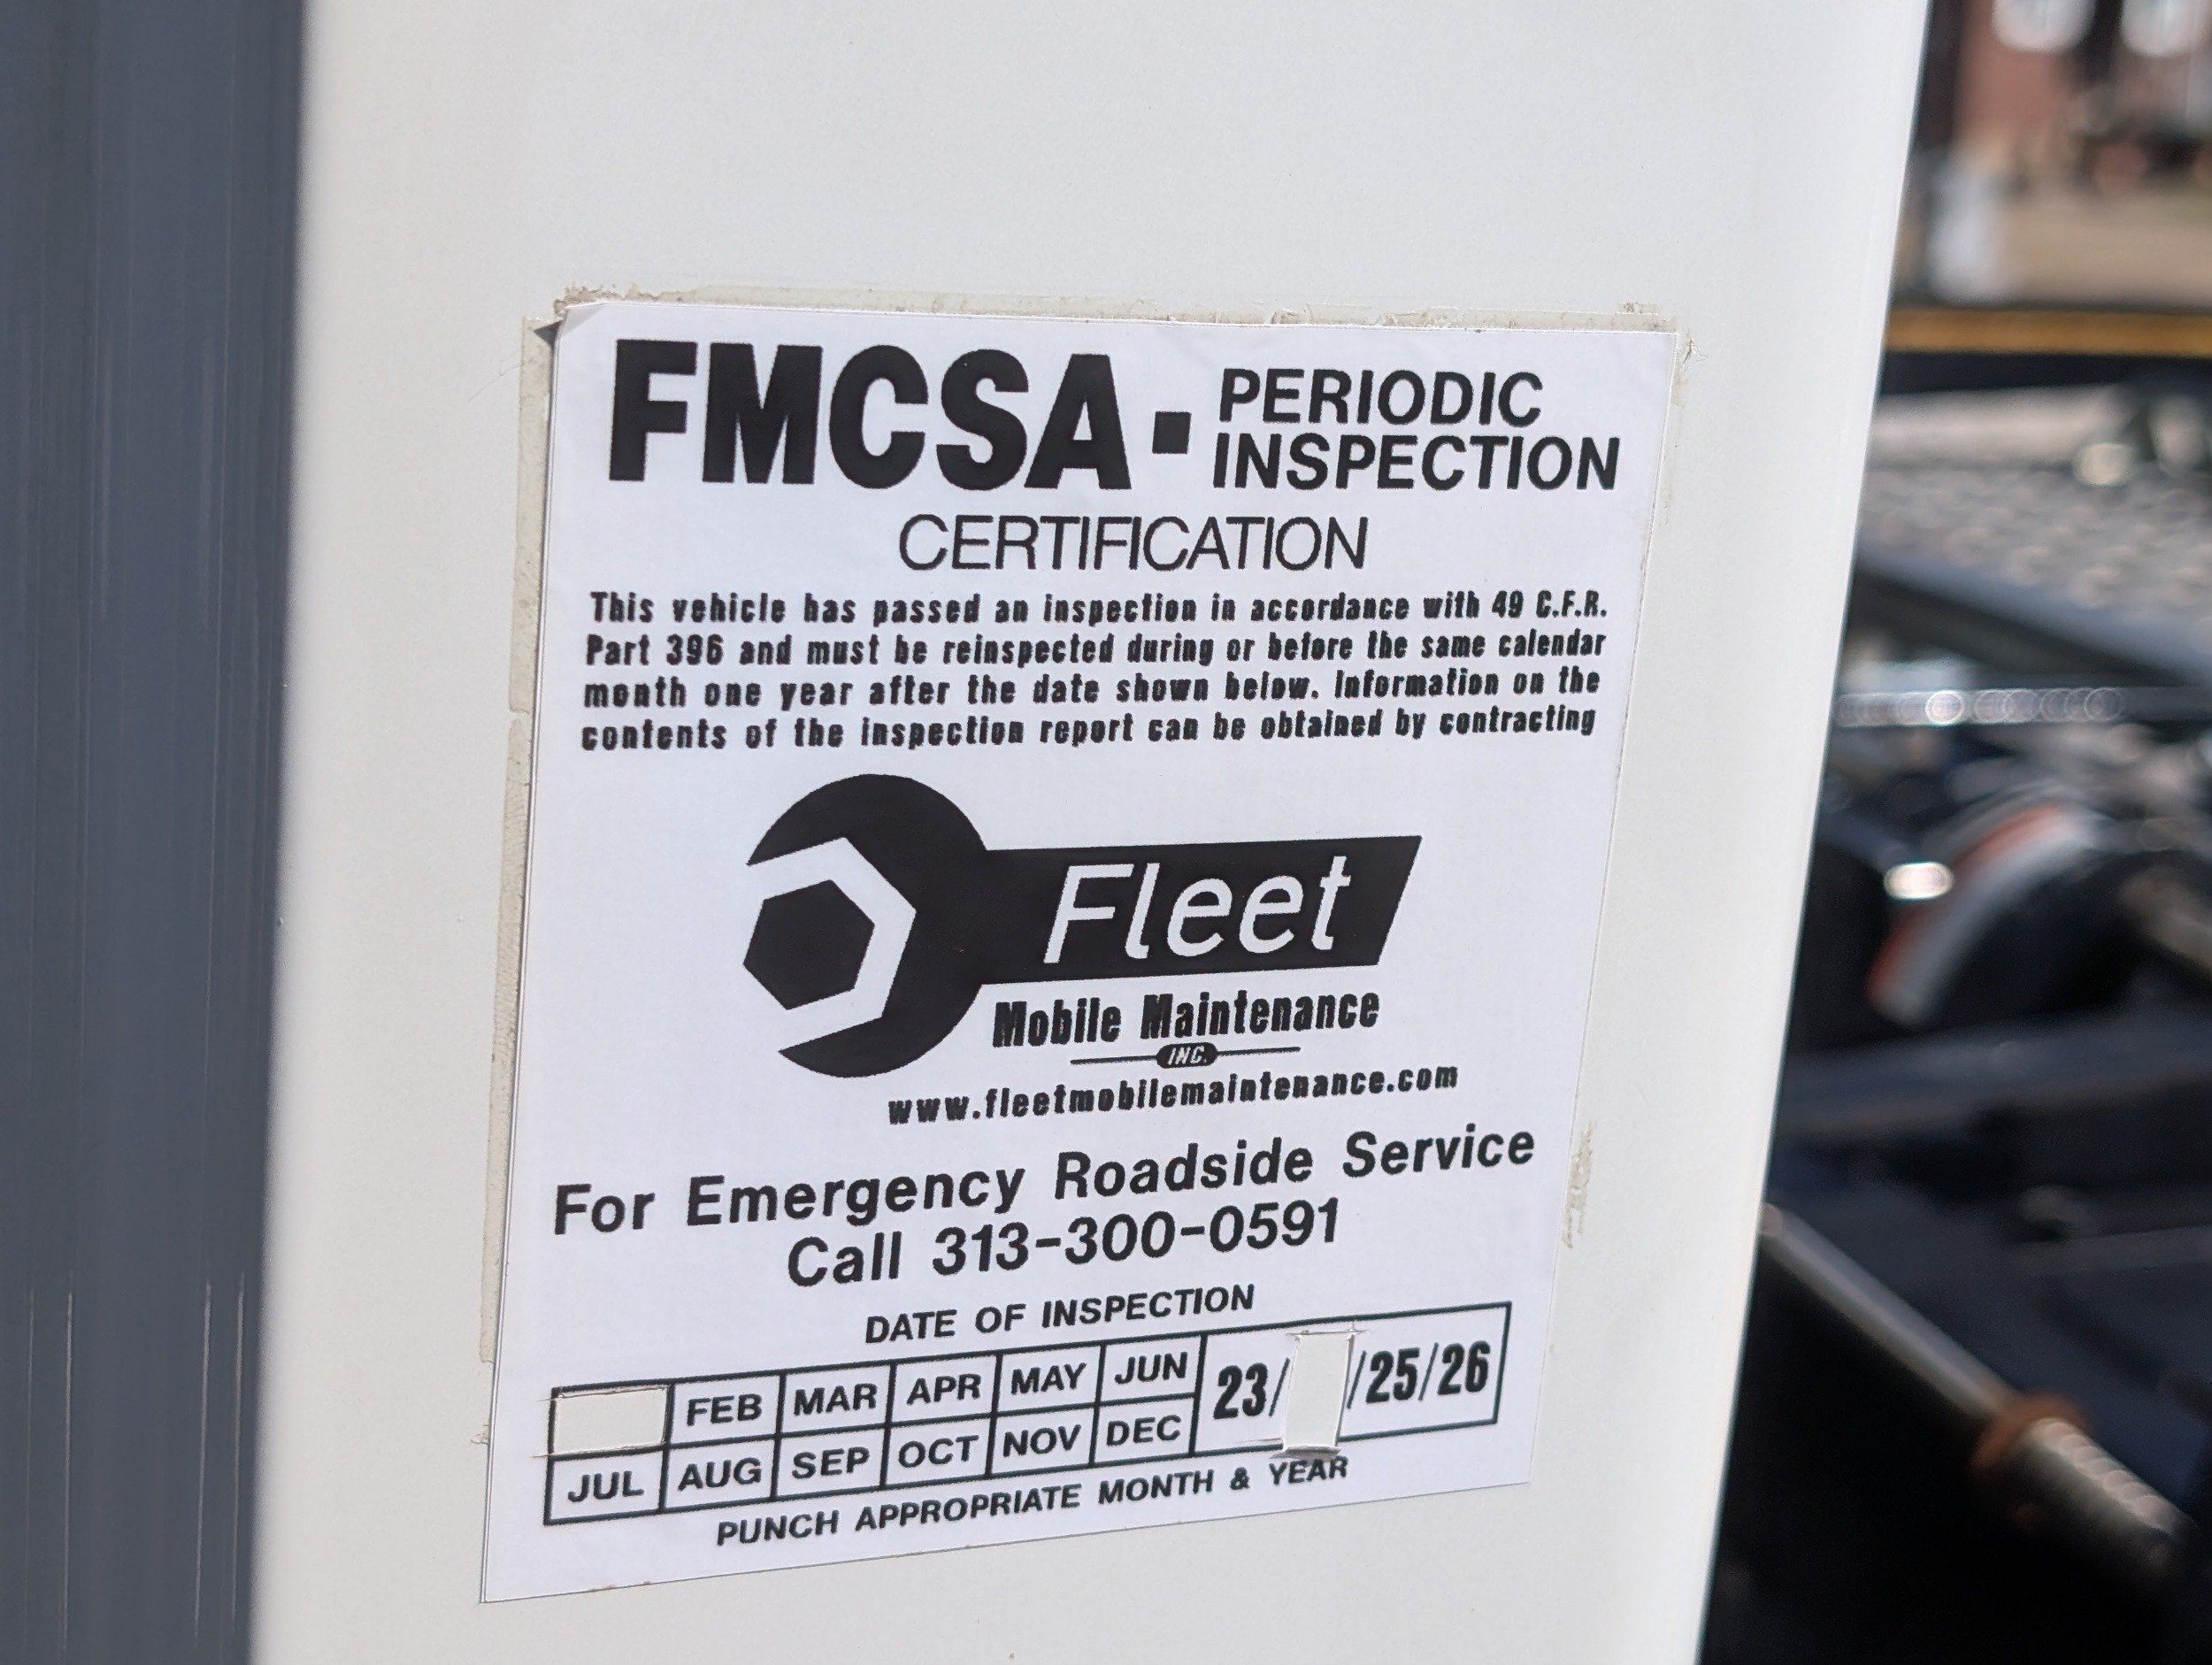 FMCSA - PERIODIC INSPECTION
CERTIFICATION
This vehicle has passed an inspection in accordance with 49 C.F.R.
Part 396 and must be reinspected during or before the same calendar
month one year after the date shown below. Information on the
contents of the inspection report can be obtained by contracting
Fleet
Mobile Maintenance
INC.
www.fleetmobilemaintenance.com
For Emergency Roadside Service
Call 313-300-0591
DATE OF INSPECTION
FEB MAR APR MAY JUN 23/ /25/26
JUL AUG SEP OCT NOV DEC
PUNCH APPROPRIATE MONTH & YEAR